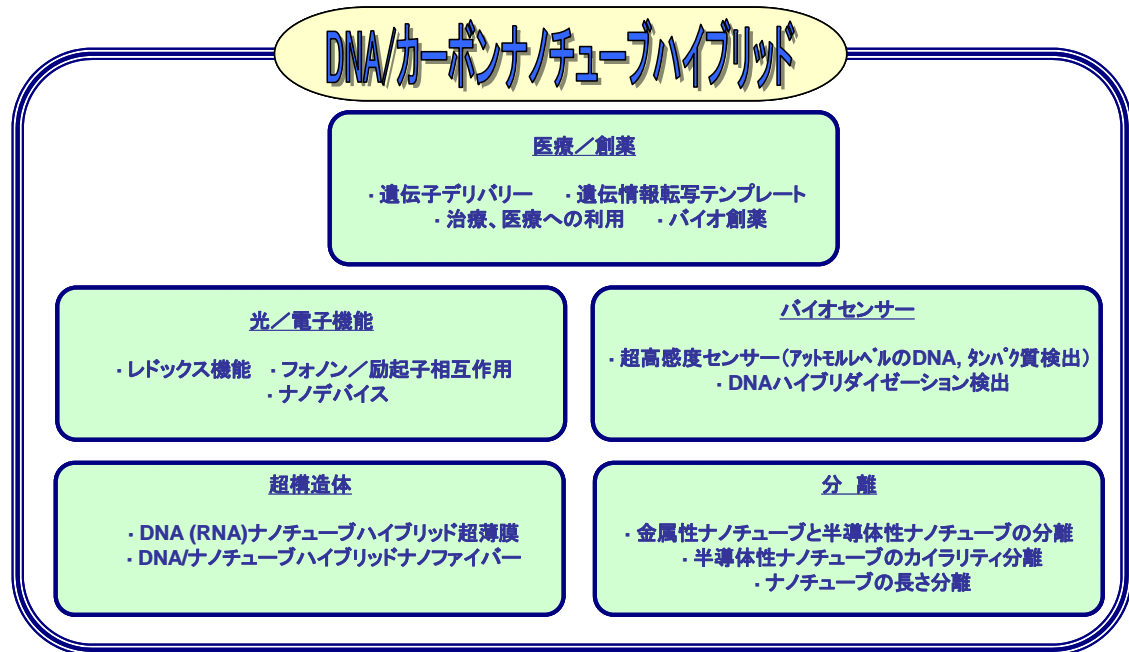 DNA/カーボンナノチューブハイブリッド
医療／創薬
・遺伝子デリバリー　・遺伝情報転写テンプレート
・治療、医療への利用　・バイオ創薬
光／電子機能
・レドックス機能　・フォノン／励起子相互作用
・ナノデバイス
バイオセンサー
・超高感度センサー（ｱｯﾄﾓﾙﾚﾍﾞﾙのDNA, ﾀﾝﾊﾟｸ質検出）
・DNAハイブリダイゼーション検出
超構造体
・DNA (RNA)ナノチューブハイブリッド超薄膜
・DNA/ナノチューブハイブリッドナノファイバー
分　離
・金属性ナノチューブと半導体性ナノチューブの分離
・半導体性ナノチューブのカイラリティ分離
・ナノチューブの長さ分離